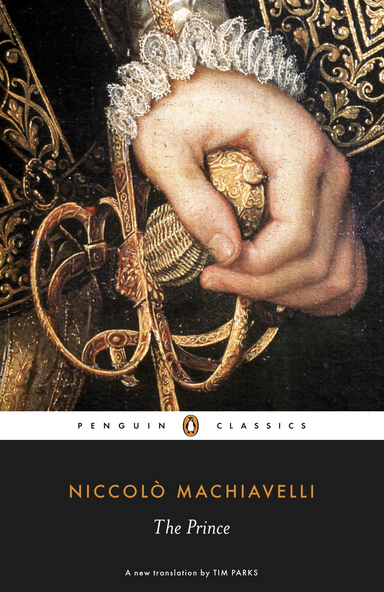 PENGUIN CLASSICS
NICCOLÒ MACHIAVELLI
The Prince
A new translation by TIM PARKS